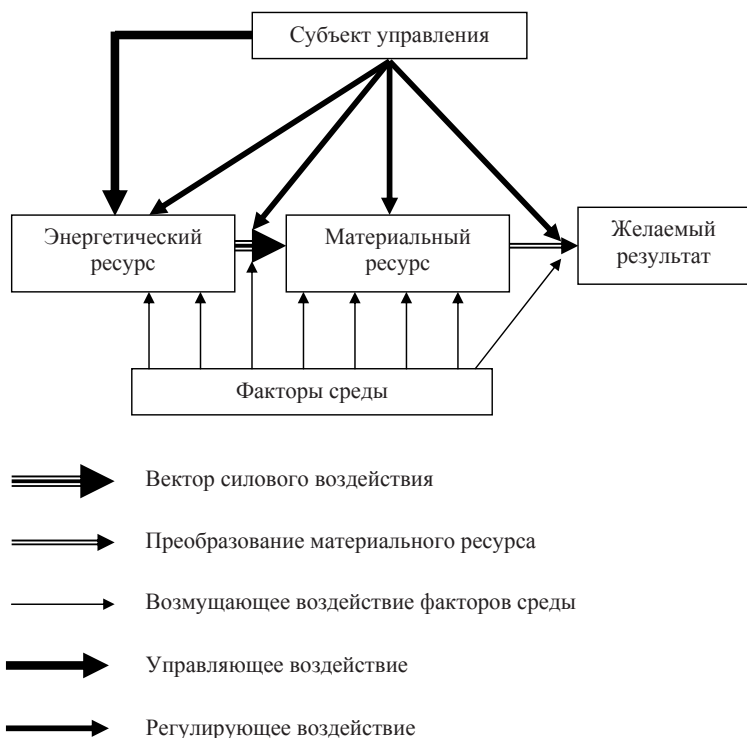 Субъект управления
Энергетический
ресурс
Материальный
ресурс
Желаемый
результат
Факторы среды
Вектор силового воздействия
Преобразование материального ресурса
Возмущающее воздействие факторов среды
Управляющее воздействие
Регулирующее воздействие